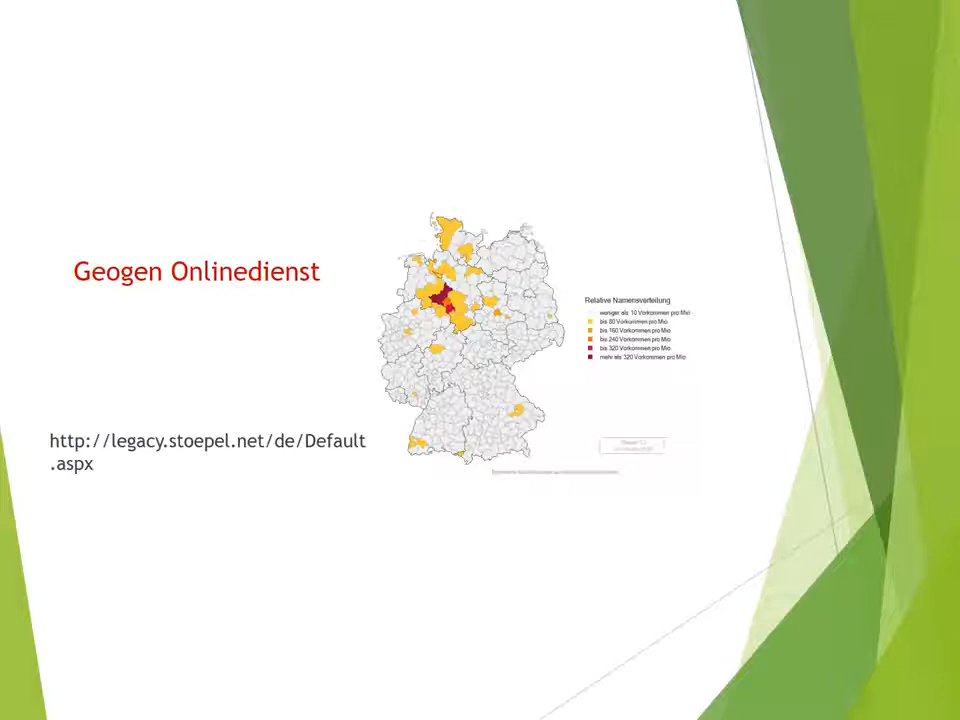 Geogen Onlinedienst
http://legacy.stoepel.net/de/Default
.aspx
Relative Namensverteilung
weniger als 10 Vorkommen pro Mio
bis 80 Vorkommen pro Mio
bis 160 Vorkommen pro Mio
bis 240 Vorkommen pro Mio
bis 320 Vorkommen pro Mio
mehr als 320 Vorkommen pro Mio